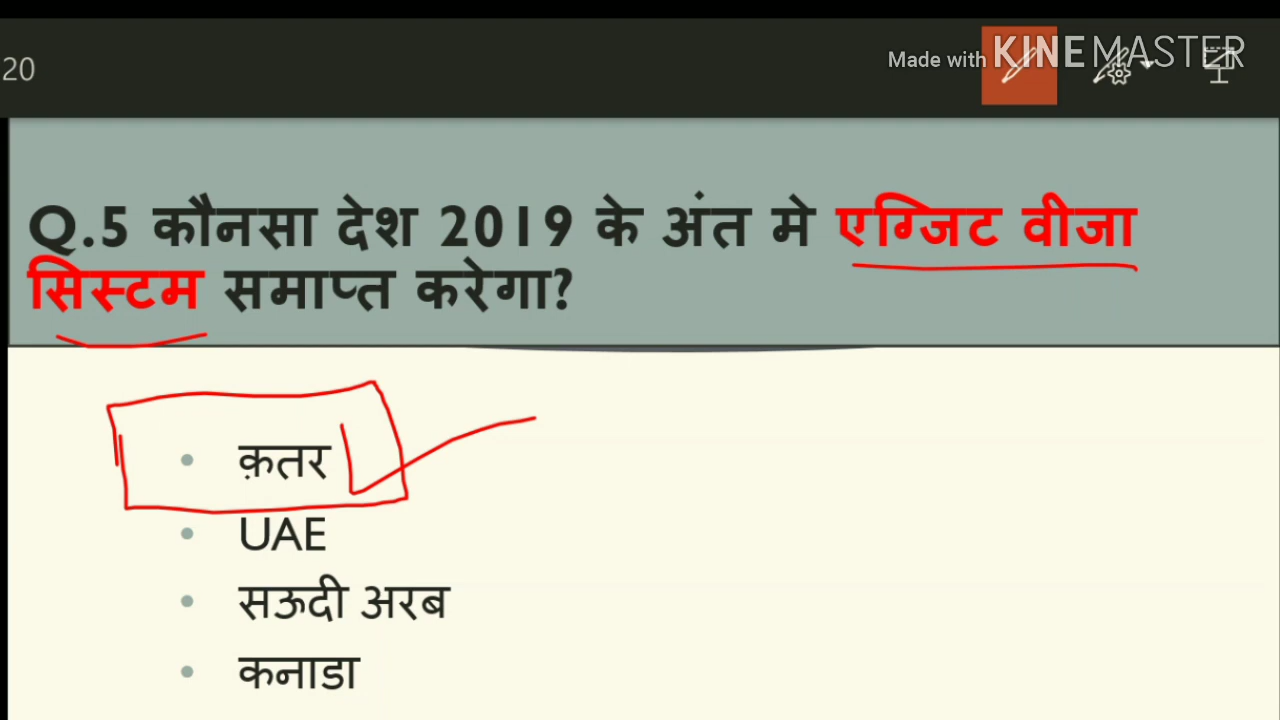 Made with KINEMASTER
20
Q.5 कौनसा देश 2019 के अंत मे एग्जिट वीजा
सिस्टम समाप्त करेगा?
• क़तर
• UAE
• सऊदी अरब
• कनाडा